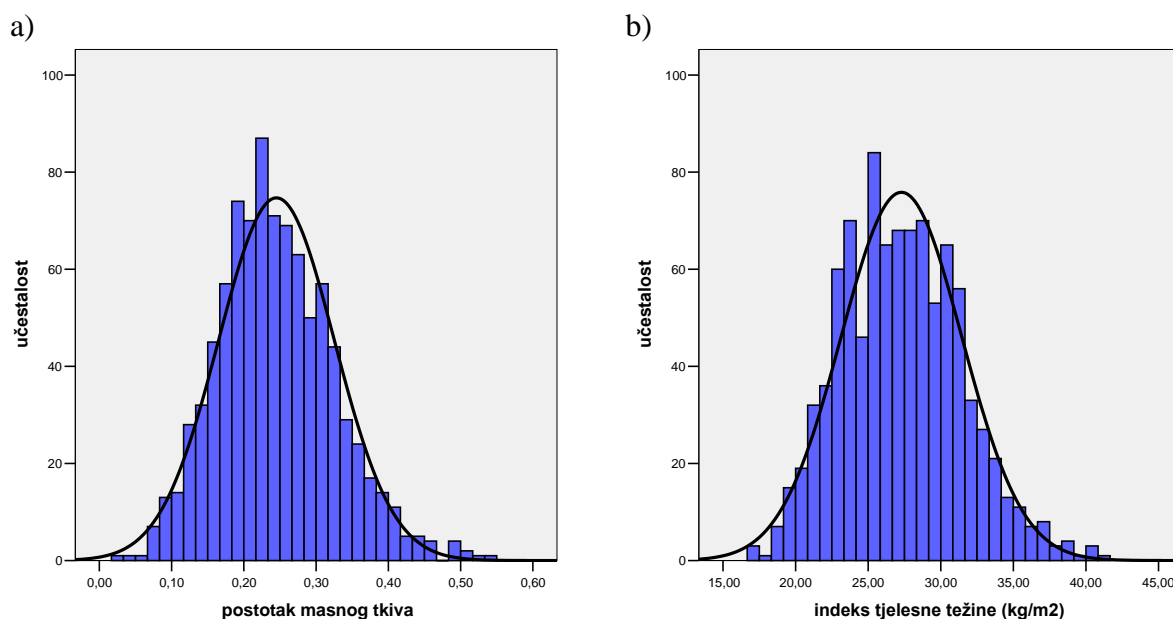 a)
100
80
60
40
20
0
učestalost
0,00 0,10 0,20 0,30 0,40 0,50 0,60
postotak masnog tkiva
b)
100
80
60
40
20
0
učestalost
15,00 20,00 25,00 30,00 35,00 40,00 45,00
indeks tjelesne težine (kg/m2)